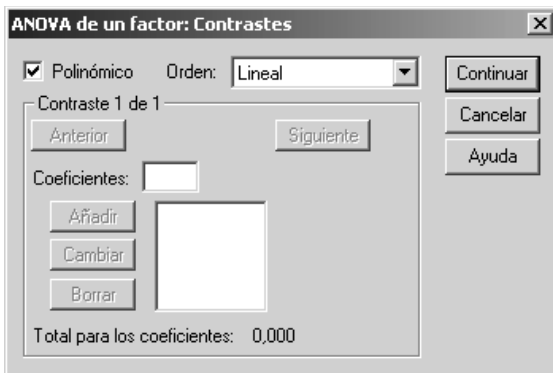 ANOVA de un factor: Contrastes
Polinómico Orden: Lineal
Continuar
Cancelar
Ayuda
Contraste 1 de 1
Anterior Siguiente
Coeficientes:
Añadir
Cambiar
Borrar
Total para los coeficientes: 0,000